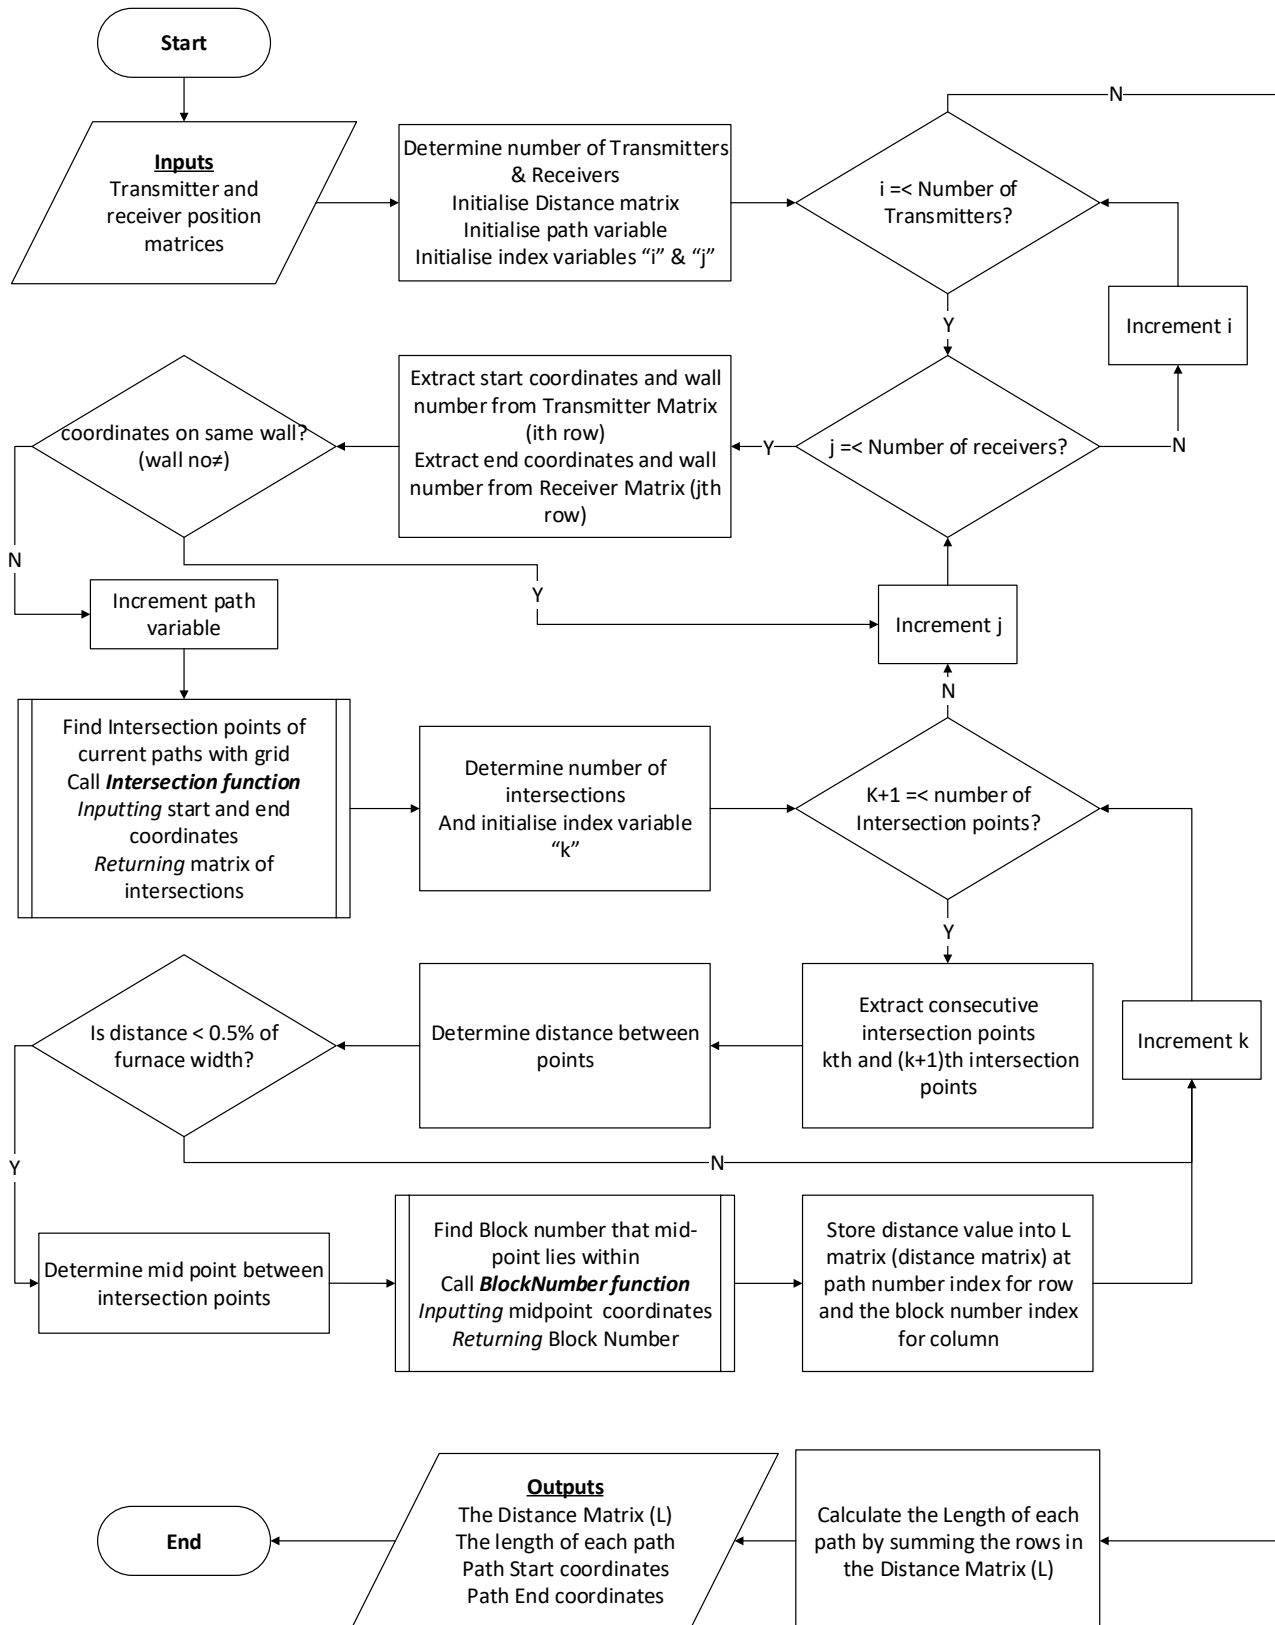 Start
N
Inputs
Transmitter and
receiver position
matrices
Determine number of Transmitters
& Receivers
Initialise Distance matrix
Initialise path variable
Initialise index variables “i” & “j”
i =< Number of
Transmitters?
Y
Increment i
coordinates on same wall?
(wall no≠)
Extract start coordinates and wall
number from Transmitter Matrix
(ith row)
Extract end coordinates and wall
number from Receiver Matrix (jth
row)
Y
j =< Number of receivers?
N
N
Y
Increment path
variable
Increment j
N
Find Intersection points of
current paths with grid
Call Intersection function
Inputting start and end
coordinates
Returning matrix of
intersections
Determine number of
intersections
And initialise index variable
“k”
K+1 =< number of
Intersection points?
Y
Is distance < 0.5% of
furnace width?
Determine distance between
points
Extract consecutive
intersection points
kth and (k+1)th intersection
points
Increment k
Y
N
Determine mid point between
intersection points
Find Block number that mid-
point lies within
Call BlockNumber function
Inputting midpoint coordinates
Returning Block Number
Store distance value into L
matrix (distance matrix) at
path number index for row
and the block number index
for column
End
Outputs
The Distance Matrix (L)
The length of each path
Path Start coordinates
Path End coordinates
Calculate the Length of each
path by summing the rows in
the Distance Matrix (L)